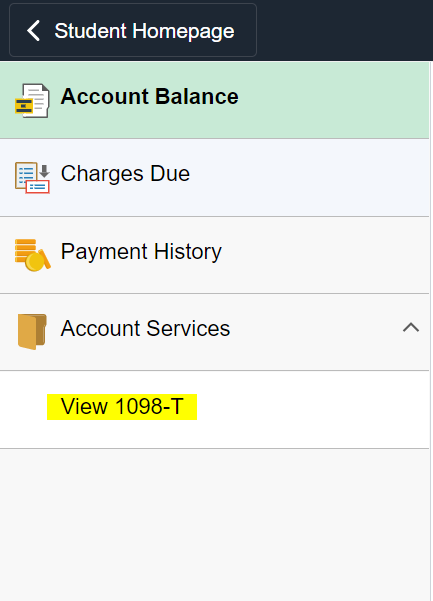 Student Homepage
Account Balance
Charges Due
Payment History
Account Services
View 1098-T